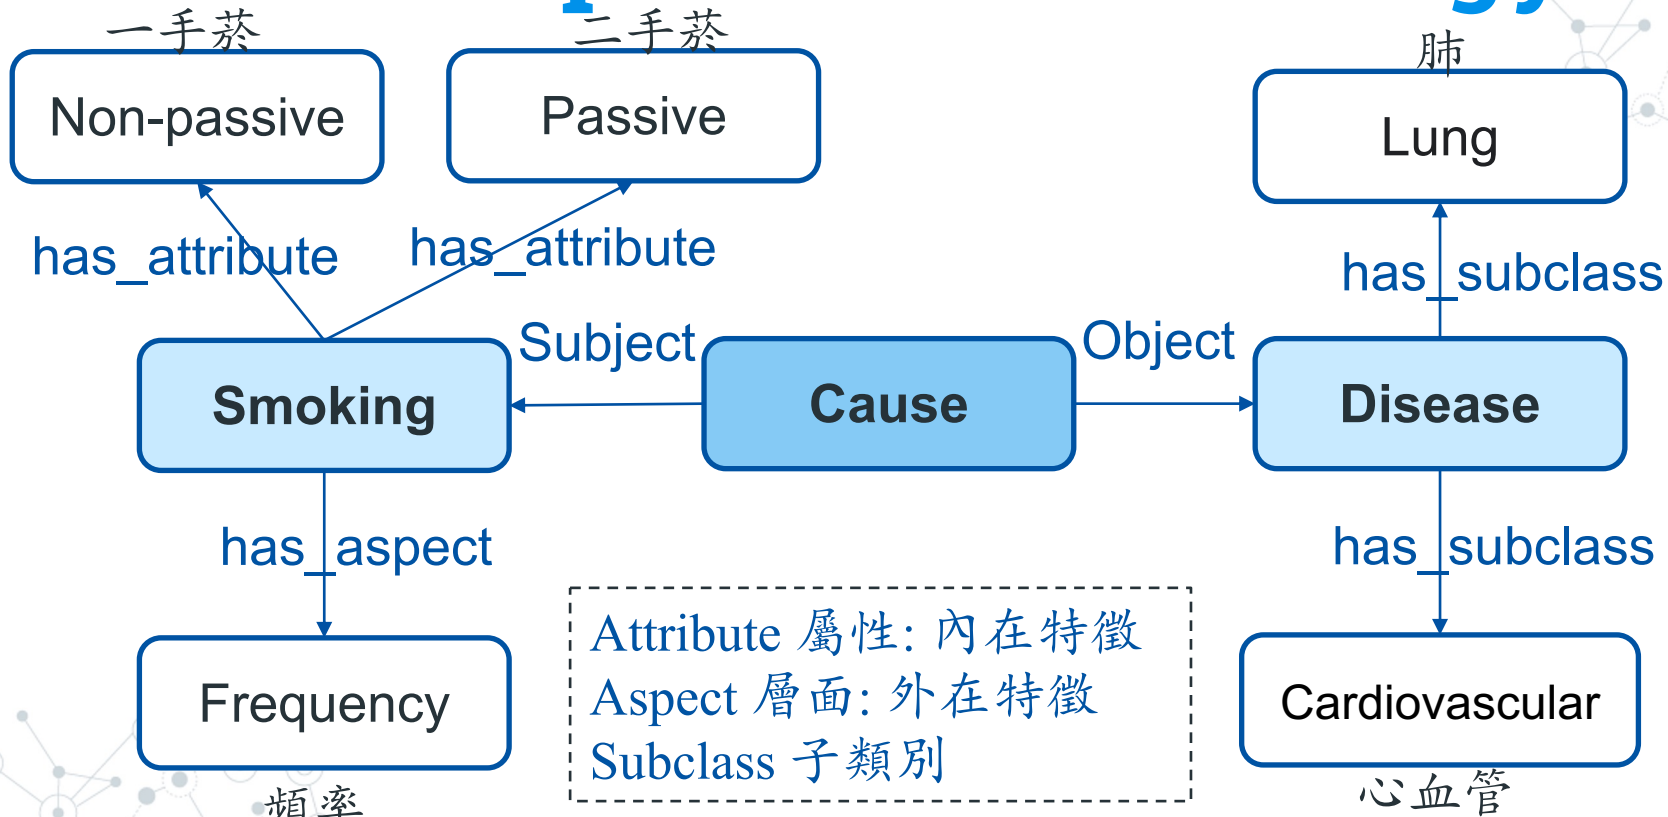 一手菸
二手菸
肺
Non-passive
Passive
Lung
has_attribute
has_attribute
has_subclass
Subject
Object
Smoking
Cause
Disease
has_aspect
has_subclass
Attribute 屬性: 內在特徵
Aspect 層面: 外在特徵
Subclass 子類別
Frequency
Cardiovascular
頻率
心血管